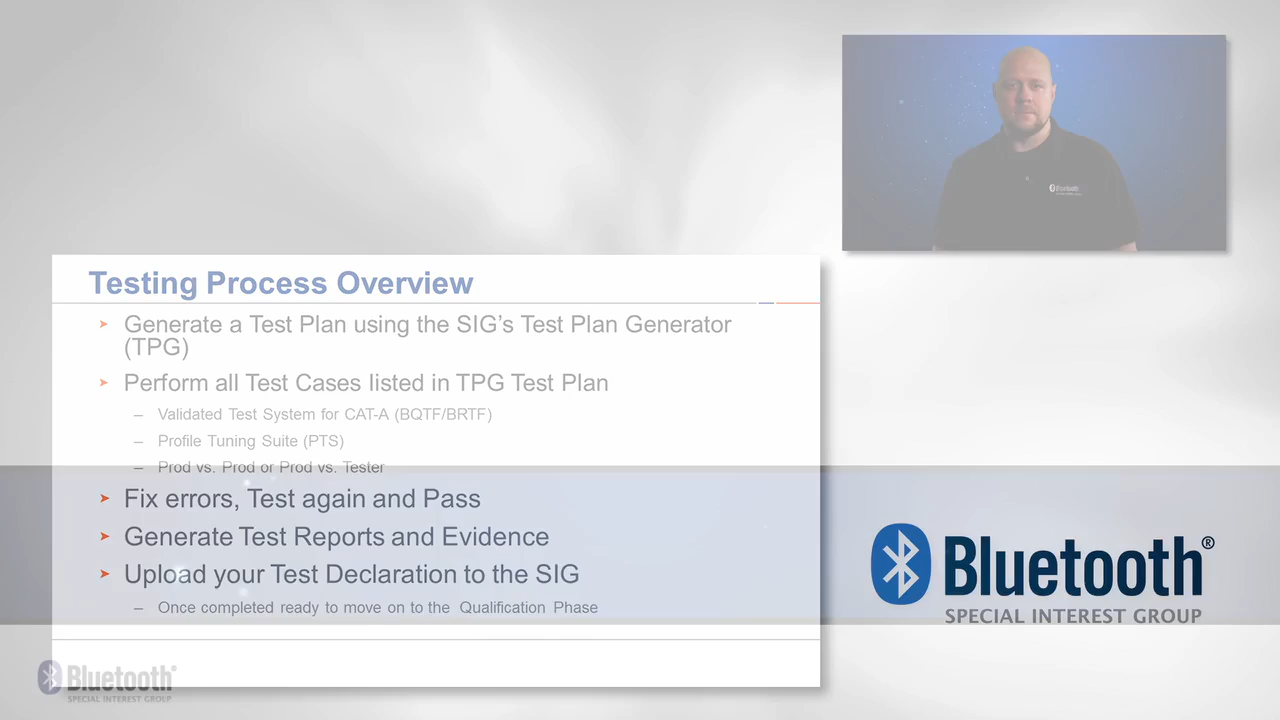 Testing Process Overview
➤ Generate a Test Plan using the SIG's Test Plan Generator
(TPG)
➤ Perform all Test Cases listed in TPG Test Plan
– Validated Test System for CAT-A (BQTF/BRTF)
– Profile Tuning Suite (PTS)
– Prod vs. Prod or Prod vs. Tester
➤ Fix errors, Test again and Pass
➤ Generate Test Reports and Evidence
➤ Upload your Test Declaration to the SIG
– Once completed ready to move on to the Qualification Phase
Bluetooth®
SPECIAL INTEREST GROUP
Bluetooth®
SPECIAL INTEREST GROUP